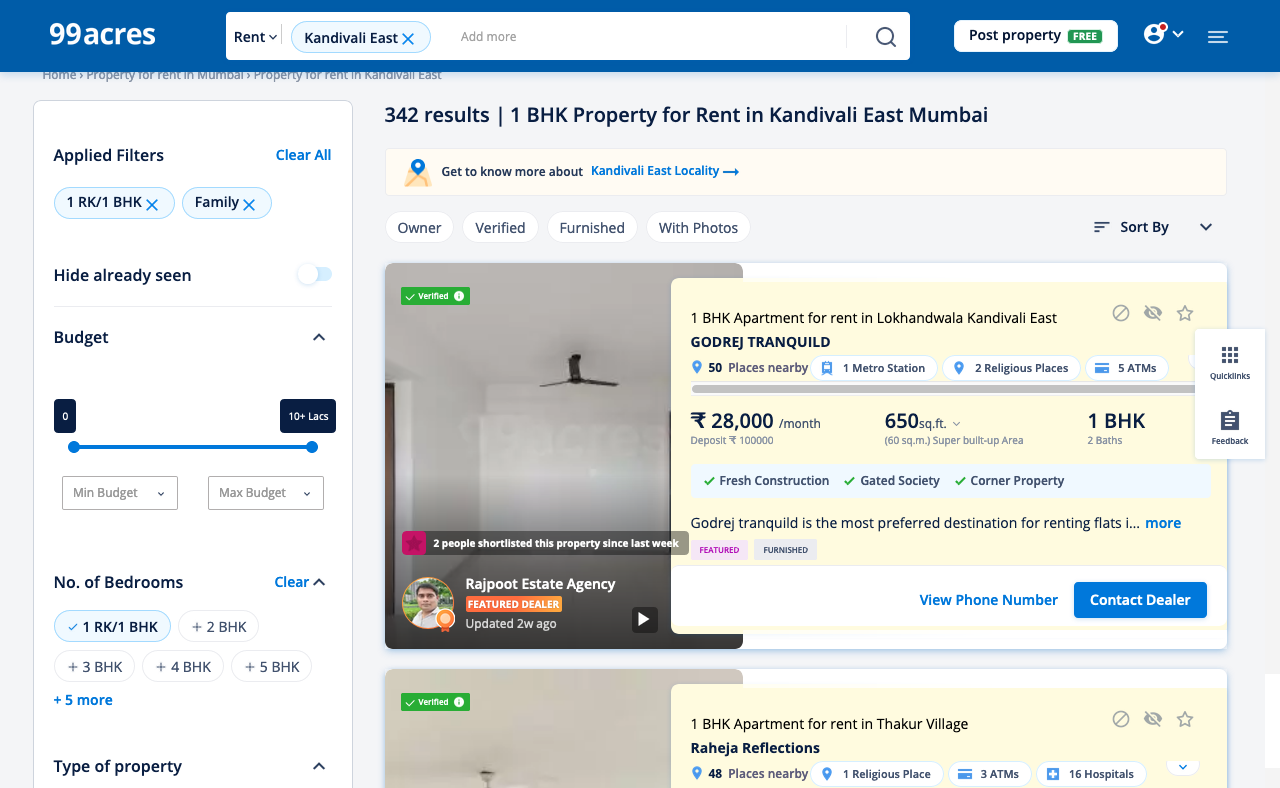 99acres
Rent
Kandivali East
Add more
Post property FREE
Home › Property for rent in Mumbai › Property for rent in Kandivali East
Applied Filters
Clear All
1 RK/1 BHK
Family
Hide already seen
Budget
0
10+ Lacs
Min Budget
Max Budget
No. of Bedrooms
Clear
1 RK/1 BHK
+ 2 BHK
+ 3 BHK
+ 4 BHK
+ 5 BHK
+ 5 more
Type of property
342 results | 1 BHK Property for Rent in Kandivali East Mumbai
Get to know more about Kandivali East Locality
Owner
Verified
Furnished
With Photos
Sort By
Verified
99acres
2 people shortlisted this property since last week
Rajpoot Estate Agency
FEATURED DEALER
Updated 2w ago
1 BHK Apartment for rent in Lokhandwala Kandivali East
GODREJ TRANQUILD
50 Places nearby
1 Metro Station
2 Religious Places
5 ATMs
₹ 28,000 /month
Deposit ₹ 100000
650sq.ft.
(60 sq.m.) Super built-up Area
1 BHK
2 Baths
Fresh Construction
Gated Society
Corner Property
Godrej tranquild is the most preferred destination for renting flats i... more
FEATURED
FURNISHED
View Phone Number
Contact Dealer
Quicklinks
Feedback
Verified
1 BHK Apartment for rent in Thakur Village
Raheja Reflections
48 Places nearby
1 Religious Place
3 ATMs
16 Hospitals